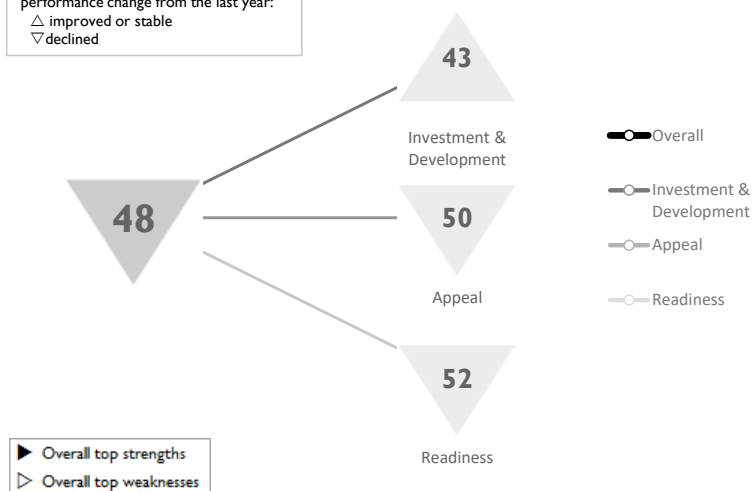 performance change from the last year:
△ improved or stable
▽ declined
43
Investment &
Development
48
50
Appeal
52
Readiness
Overall
Investment &
Development
Appeal
Readiness
▶ Overall top strengths
▷ Overall top weaknesses